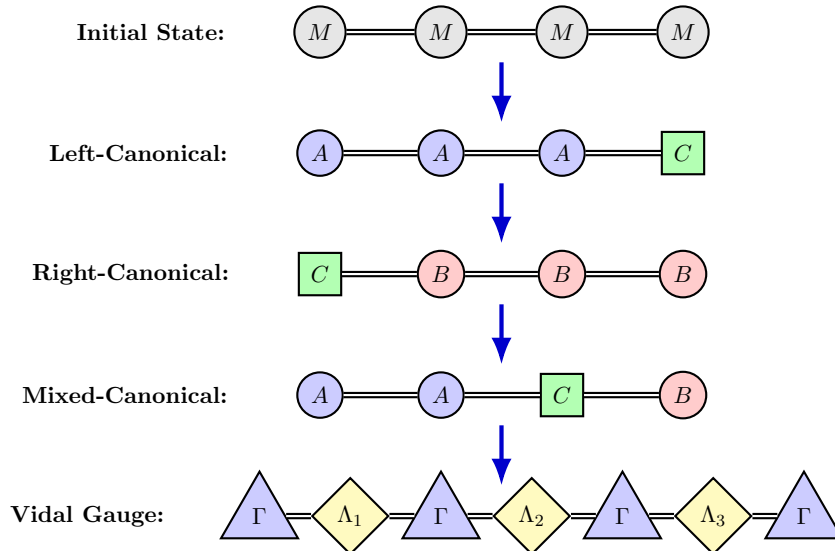 Initial State: M M M M
Left-Canonical: A A A C
Right-Canonical: C B B B
Mixed-Canonical: A A C B
Vidal Gauge: Γ Λ₁ Γ Λ₂ Γ Λ₃ Γ